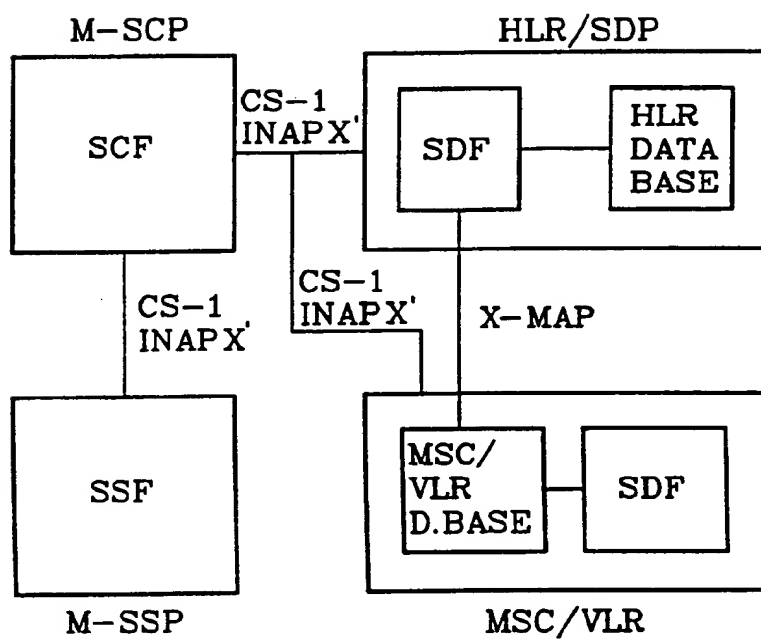 M-SCP
HLR/SDP
SCF
CS-1
INAPX'
SDF
HLR
DATA
BASE
CS-1
INAPX'
CS-1
INAPX'
X-MAP
SSF
MSC/
VLR
D.BASE
SDF
M-SSP
MSC/VLR